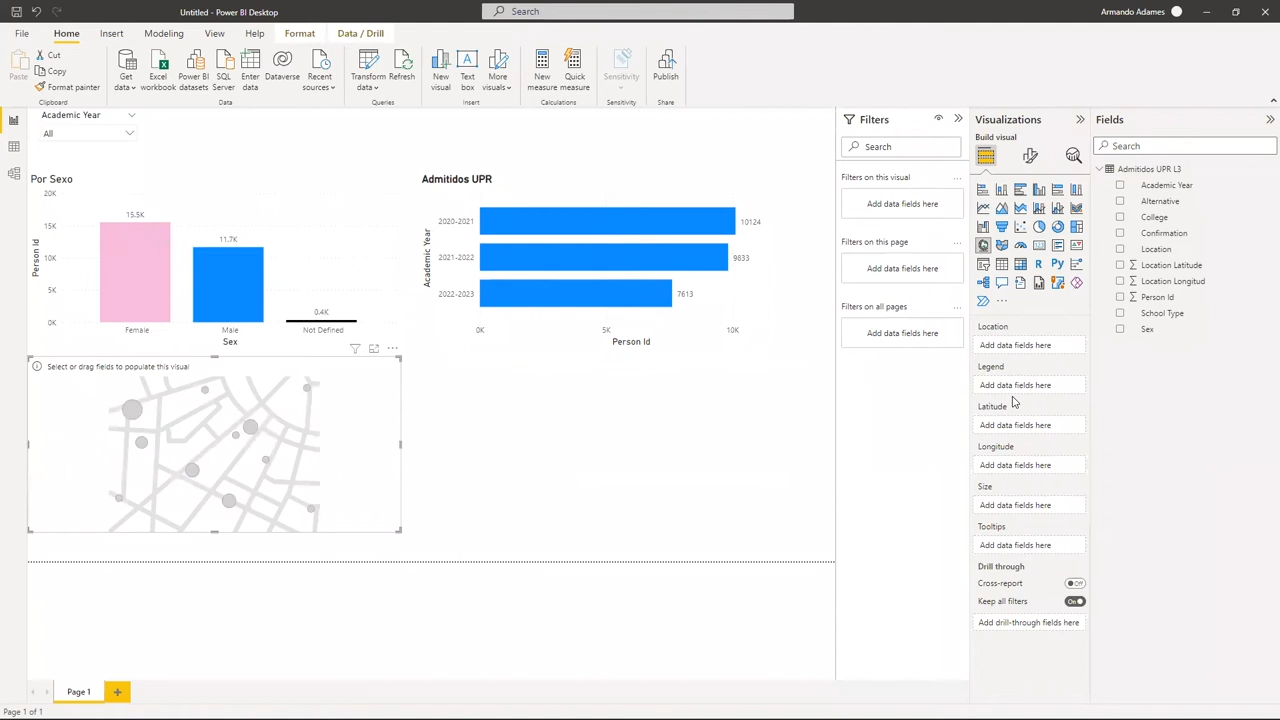 Untitled - Power BI Desktop
Search
Armando Adames
File
Home
Insert
Modeling
View
Help
Format
Data / Drill
Paste
Cut
Copy
Format painter
Clipboard
Get data
Excel workbook
Power BI datasets
SQL Server
Enter data
Dataverse
Recent sources
Data
Transform data
Refresh
Queries
New visual
Text box
More visuals
Insert
New measure
Quick measure
Calculations
Sensitivity
Sensitivity
Publish
Share
Academic Year
All
Por Sexo
20K
15K
10K
5K
0K
Person Id
15.5K
11.7K
0.4K
Female
Male
Not Defined
Sex
Admitidos UPR
Academic Year
2020-2021
10124
2021-2022
9833
2022-2023
7613
0K
5K
10K
Person Id
Select or drag fields to populate this visual
Filters
Search
Filters on this visual
Add data fields here
Filters on this page
Add data fields here
Filters on all pages
Add data fields here
Visualizations
Build visual
R
Py
Location
Add data fields here
Legend
Add data fields here
Latitude
Add data fields here
Longitude
Add data fields here
Size
Add data fields here
Tooltips
Add data fields here
Drill through
Cross-report
Off
Keep all filters
On
Add drill-through fields here
Fields
Search
Admitidos UPR L3
Academic Year
Alternative
College
Confirmation
Location
Location Latitude
Location Longitud
Person Id
School Type
Sex
Page 1
Page 1 of 1